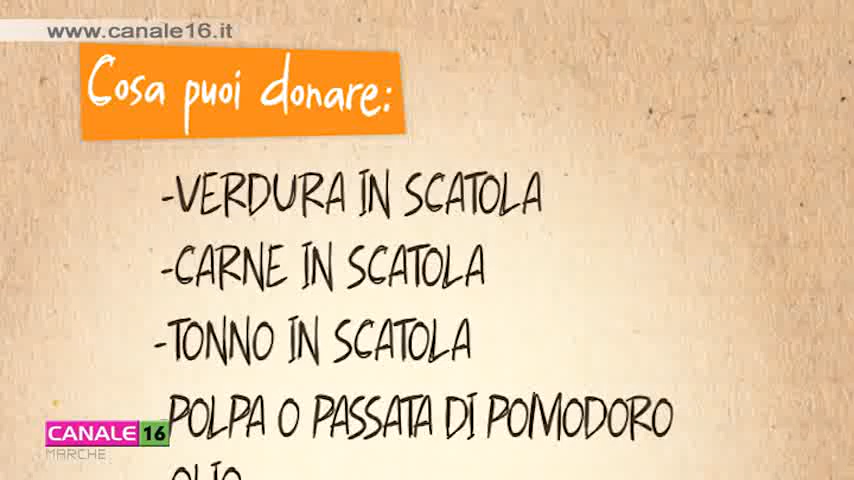 www.canale16.it
Cosa puoi donare:
-VERDURA IN SCATOLA
-CARNE IN SCATOLA
-TONNO IN SCATOLA
POLPA O PASSATA DI POMODORO
CANALE 16
MARCHE
OLIO